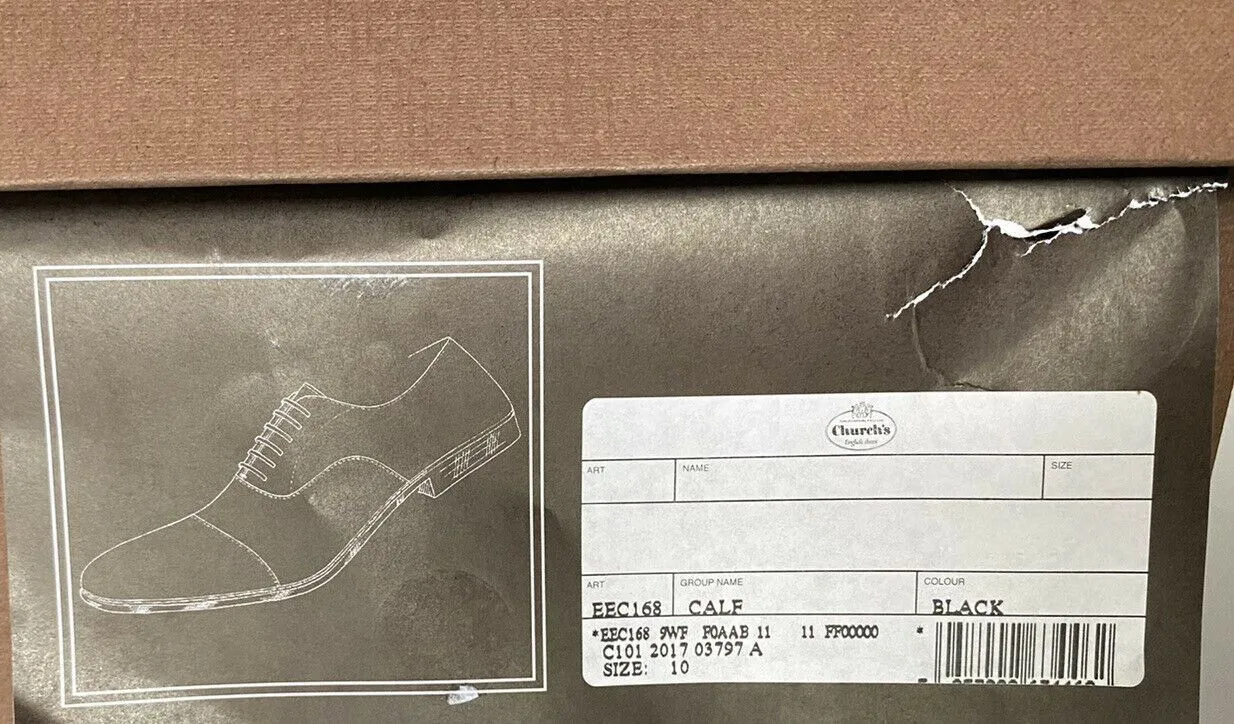 Church's
English shoes
ART NAME SIZE
ART GROUP NAME COLOUR
EEC168 CALF BLACK
*EEC168 9WF F0AAB 11 11 FF00000 *
C101 2017 03797 A
SIZE: 10